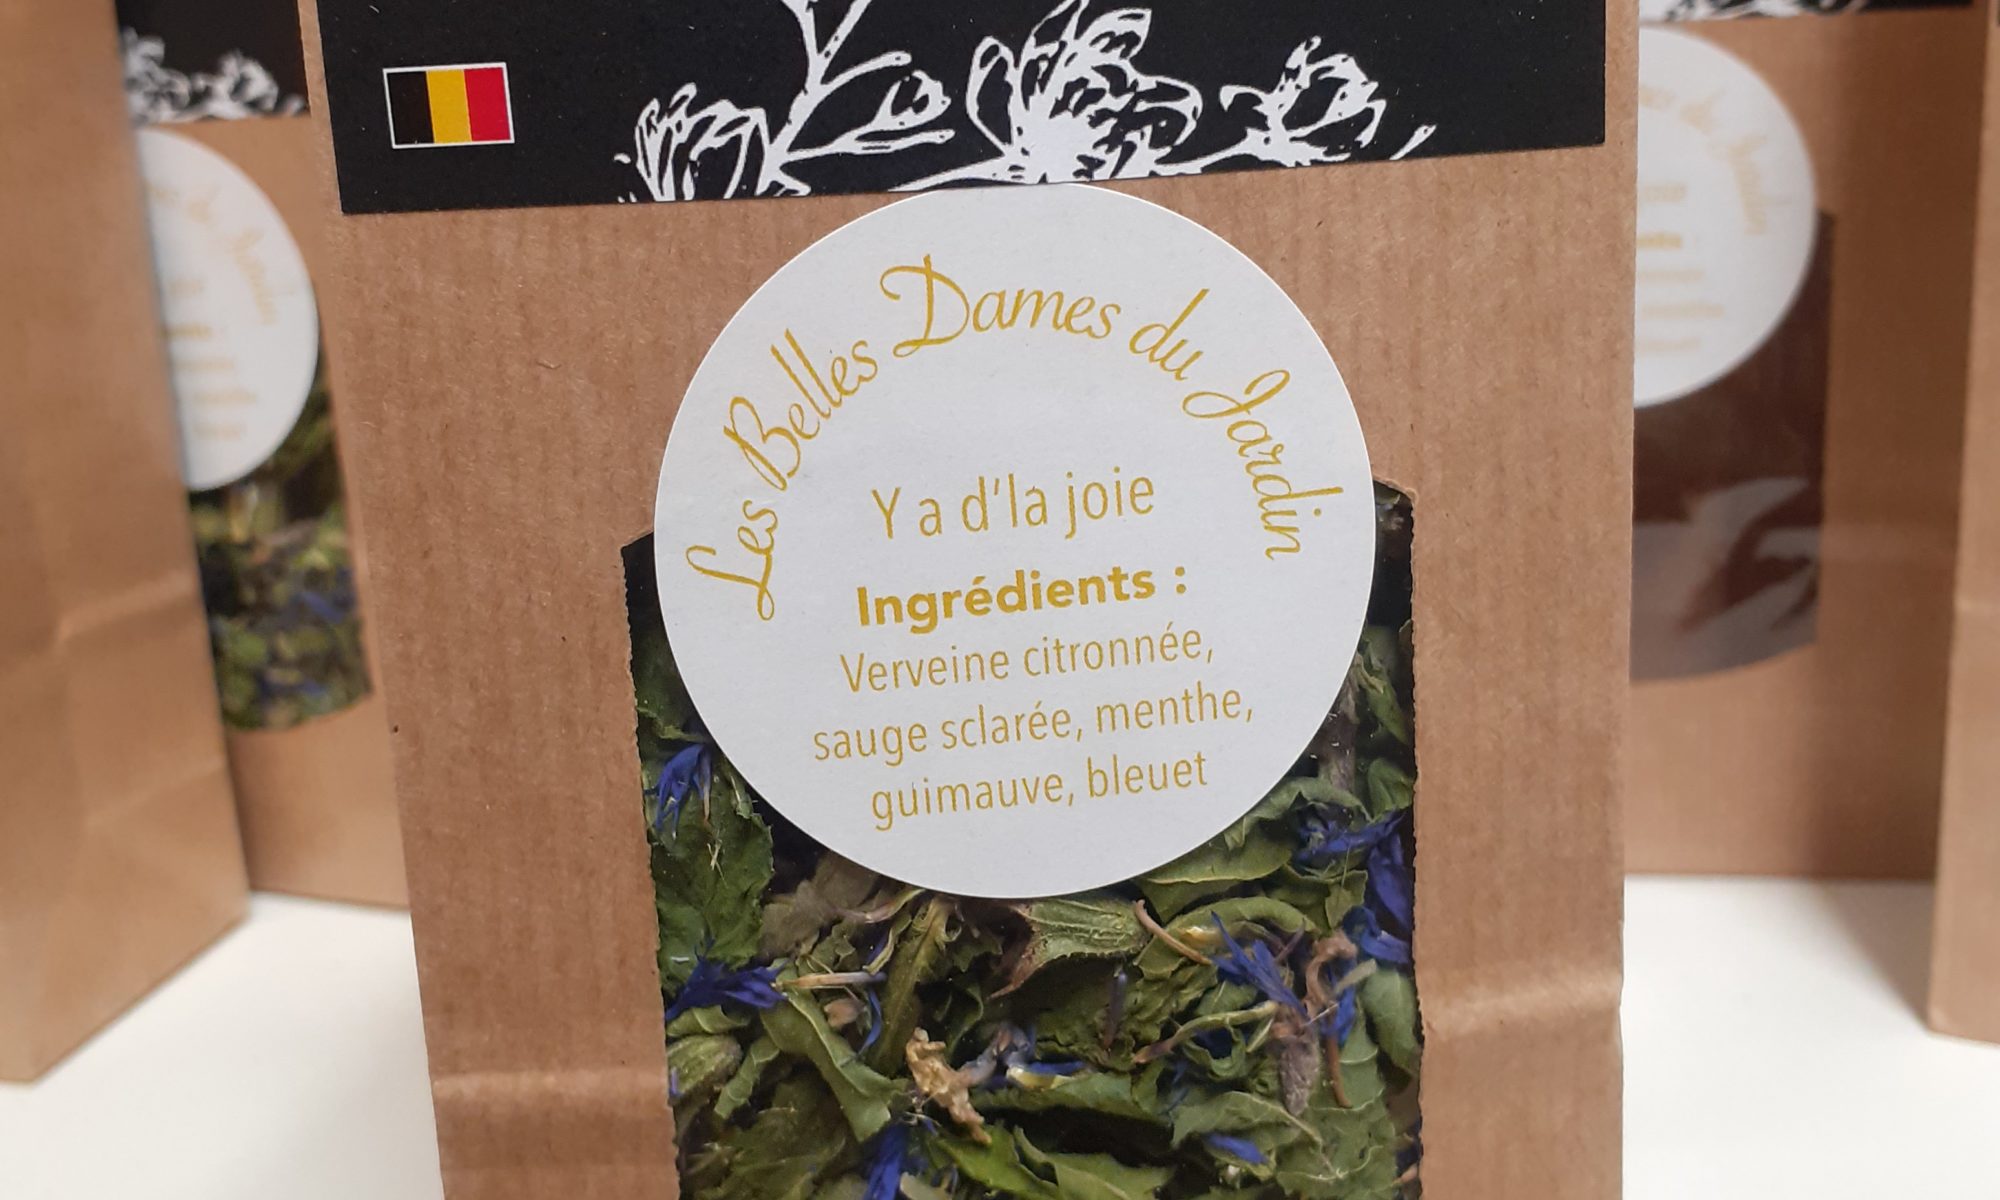 Les Belles Dames du Jardin
Y a d'la joie
Ingrédients :
Verveine citronnée,
sauge sclarée, menthe,
guimauve, bleuet